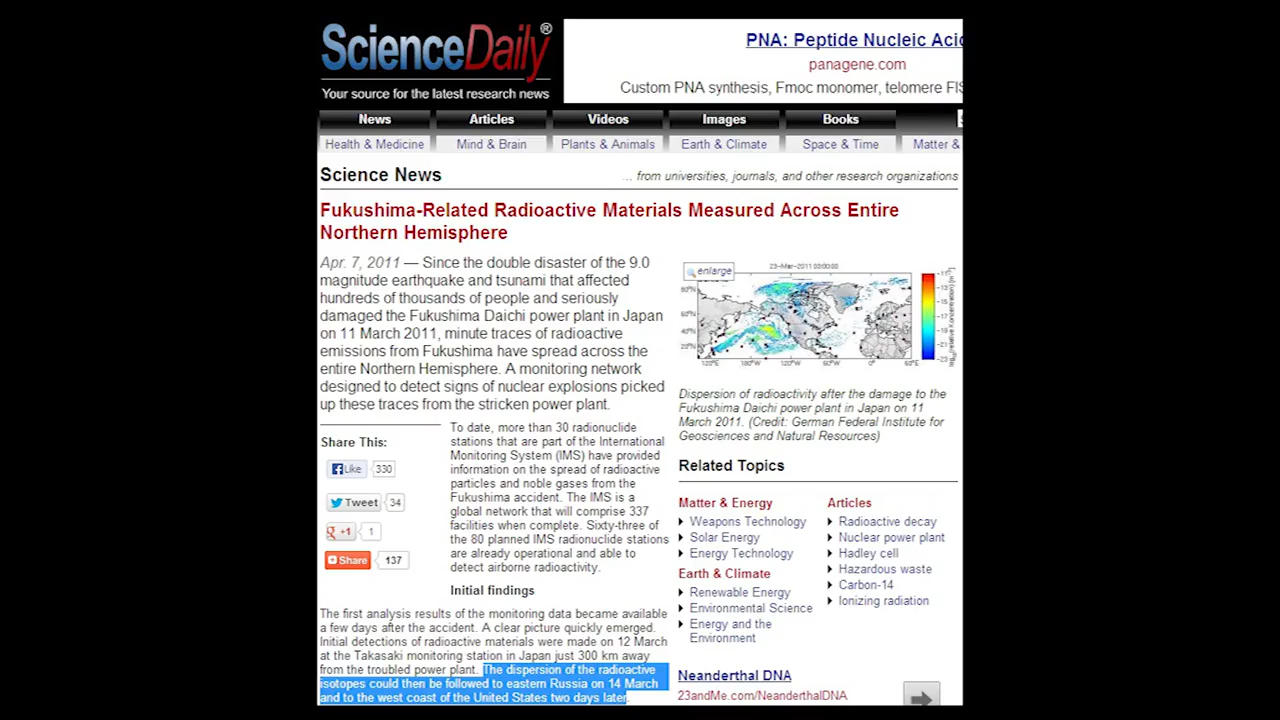 ScienceDaily®
Your source for the latest research news
PNA: Peptide Nucleic Acid
panagene.com
Custom PNA synthesis, Fmoc monomer, telomere FIS
News
Articles
Videos
Images
Books
Health & Medicine
Mind & Brain
Plants & Animals
Earth & Climate
Space & Time
Matter &
Science News
... from universities, journals, and other research organizations
Fukushima-Related Radioactive Materials Measured Across Entire
Northern Hemisphere
Apr. 7, 2011 — Since the double disaster of the 9.0
magnitude earthquake and tsunami that affected
hundreds of thousands of people and seriously
damaged the Fukushima Daichi power plant in Japan
on 11 March 2011, minute traces of radioactive
emissions from Fukushima have spread across the
entire Northern Hemisphere. A monitoring network
designed to detect signs of nuclear explosions picked
up these traces from the stricken power plant.
Share This:
Like 330
Tweet 34
+1 1
Share 137
To date, more than 30 radionuclide
stations that are part of the International
Monitoring System (IMS) have provided
information on the spread of radioactive
particles and noble gases from the
Fukushima accident. The IMS is a
global network that will comprise 337
facilities when complete. Sixty-three of
the 80 planned IMS radionuclide stations
are already operational and able to
detect airborne radioactivity.
Initial findings
The first analysis results of the monitoring data became available
a few days after the accident. A clear picture quickly emerged.
Initial detections of radioactive materials were made on 12 March
at the Takasaki monitoring station in Japan just 300 km away
from the troubled power plant. The dispersion of the radioactive
isotopes could then be followed to eastern Russia on 14 March
and to the west coast of the United States two days later.
enlarge
23-Mar-2011 03:00:00
Dispersion of radioactivity after the damage to the
Fukushima Daichi power plant in Japan on 11
March 2011. (Credit: German Federal Institute for
Geosciences and Natural Resources)
Related Topics
Matter & Energy
Weapons Technology
Solar Energy
Energy Technology
Earth & Climate
Renewable Energy
Environmental Science
Energy and the
Environment
Articles
Radioactive decay
Nuclear power plant
Hadley cell
Hazardous waste
Carbon-14
Ionizing radiation
Neanderthal DNA
23andMe.com/NeanderthalDNA